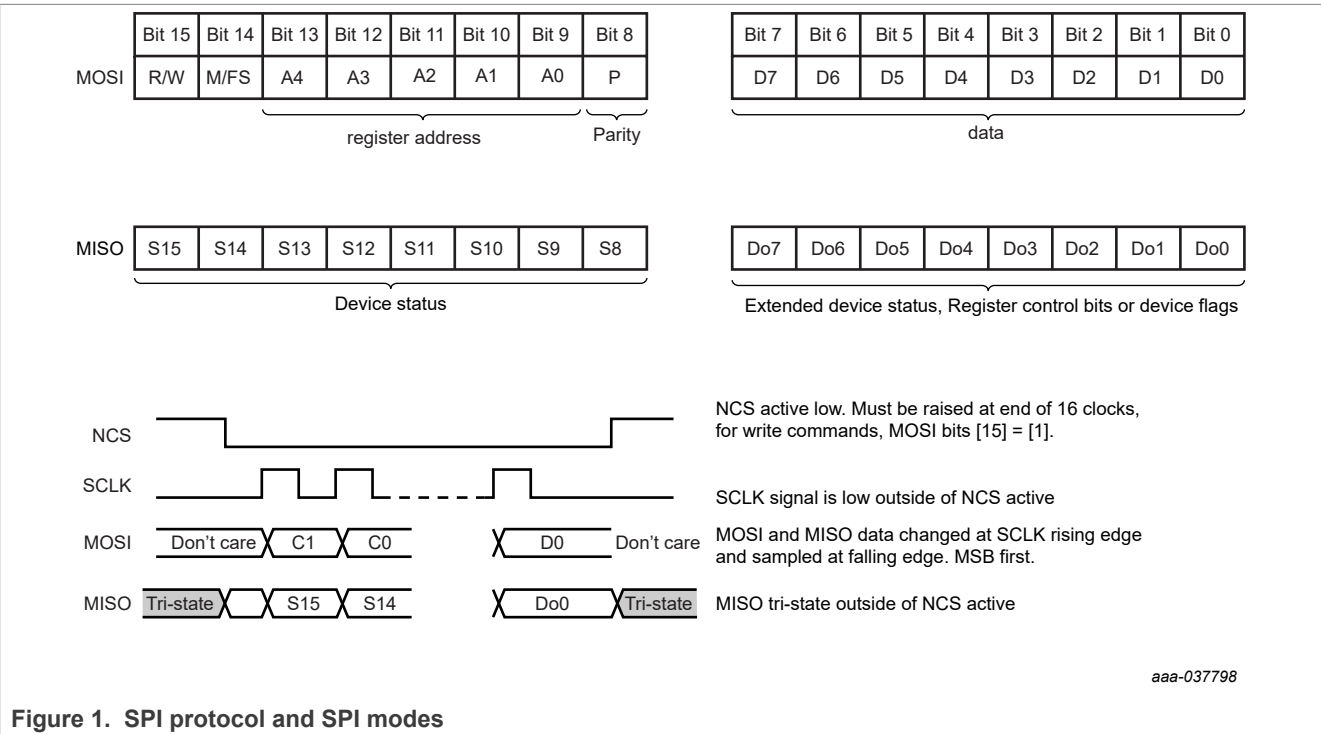 Bit 15 Bit 14 Bit 13 Bit 12 Bit 11 Bit 10 Bit 9 Bit 8 Bit 7 Bit 6 Bit 5 Bit 4 Bit 3 Bit 2 Bit 1 Bit 0
MOSI R/W M/FS A4 A3 A2 A1 A0 P D7 D6 D5 D4 D3 D2 D1 D0
register address Parity data
MISO S15 S14 S13 S12 S11 S10 S9 S8 Do7 Do6 Do5 Do4 Do3 Do2 Do1 Do0
Device status Extended device status, Register control bits or device flags
NCS
NCS active low. Must be raised at end of 16 clocks,
for write commands, MOSI bits [15] = [1].
SCLK
SCLK signal is low outside of NCS active
MOSI Don't care C1 C0 D0 Don't care
MOSI and MISO data changed at SCLK rising edge
and sampled at falling edge. MSB first.
MISO Tri-state S15 S14 Do0 Tri-state
MISO tri-state outside of NCS active
aaa-037798
Figure 1. SPI protocol and SPI modes